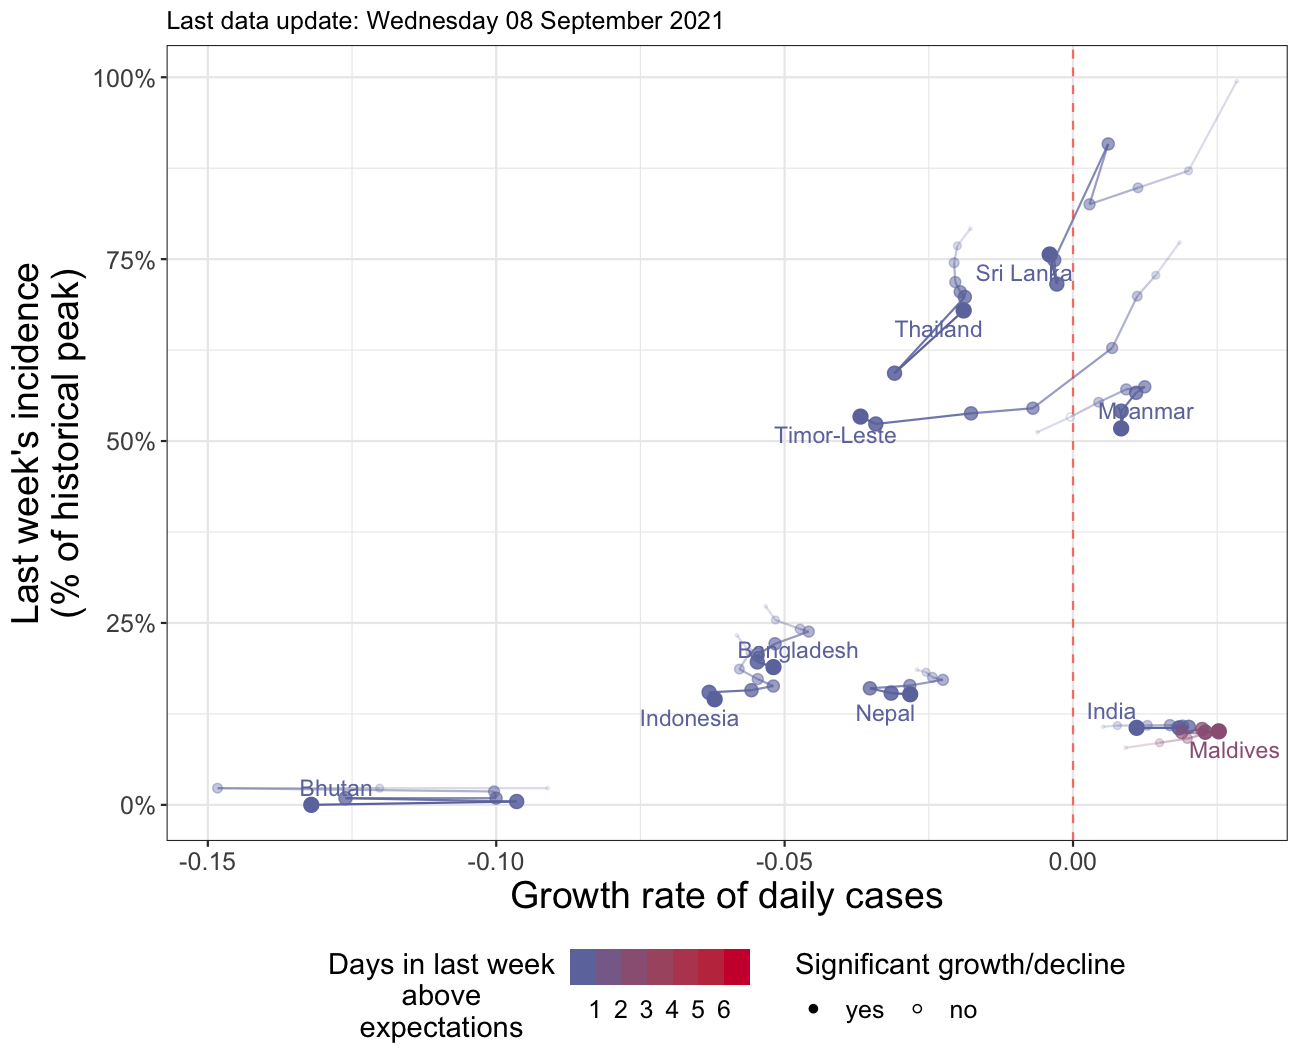 Last data update: Wednesday 08 September 2021
Last week's incidence
(% of historical peak)
100%
75%
50%
25%
0%
Sri Lanka
Thailand
Myanmar
Timor-Leste
Bangladesh
Indonesia
Nepal
India
Maldives
Bhutan
-0.15
-0.10
-0.05
0.00
Growth rate of daily cases
Days in last week
above
expectations
1 2 3 4 5 6
Significant growth/decline
yes
no